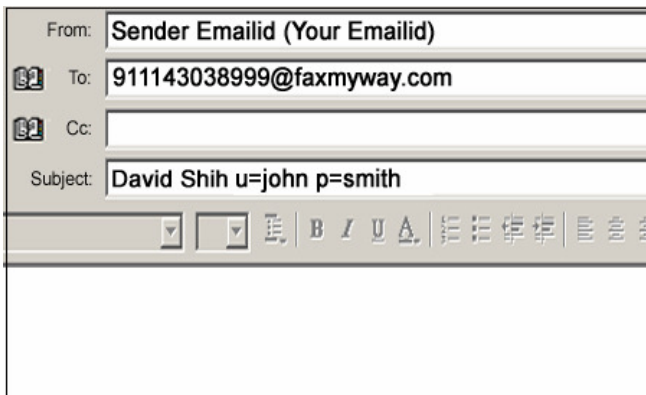 From: Sender Emailid (Your Emailid)
To: 911143038999@faxmyway.com
Cc:
Subject: David Shih u=john p=smith
B I U A